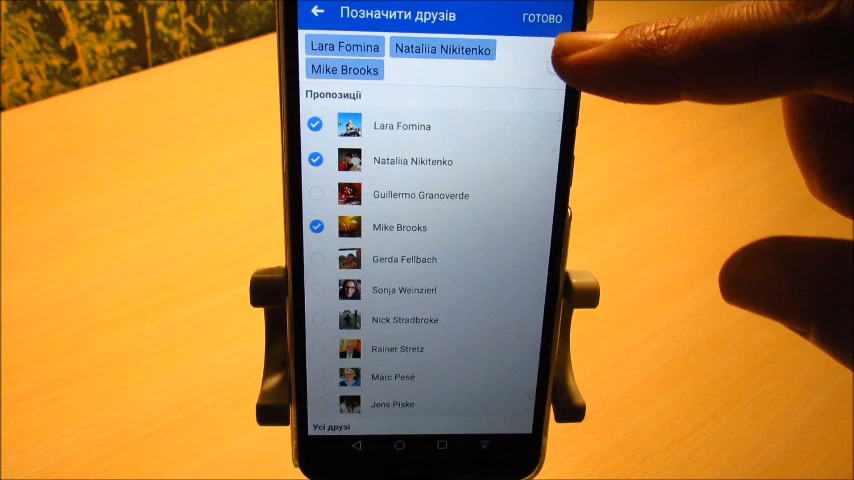 Позначити друзів ГОТОВО
Lara Fomina Nataliia Nikitenko
Mike Brooks
Пропозиції
Lara Fomina
Nataliia Nikitenko
Guillermo Granoverde
Mike Brooks
Gerda Fellbach
Sonja Weinzierl
Nick Stradbroke
Rainer Stretz
Marc Pesé
Jens Piske
Усі друзі